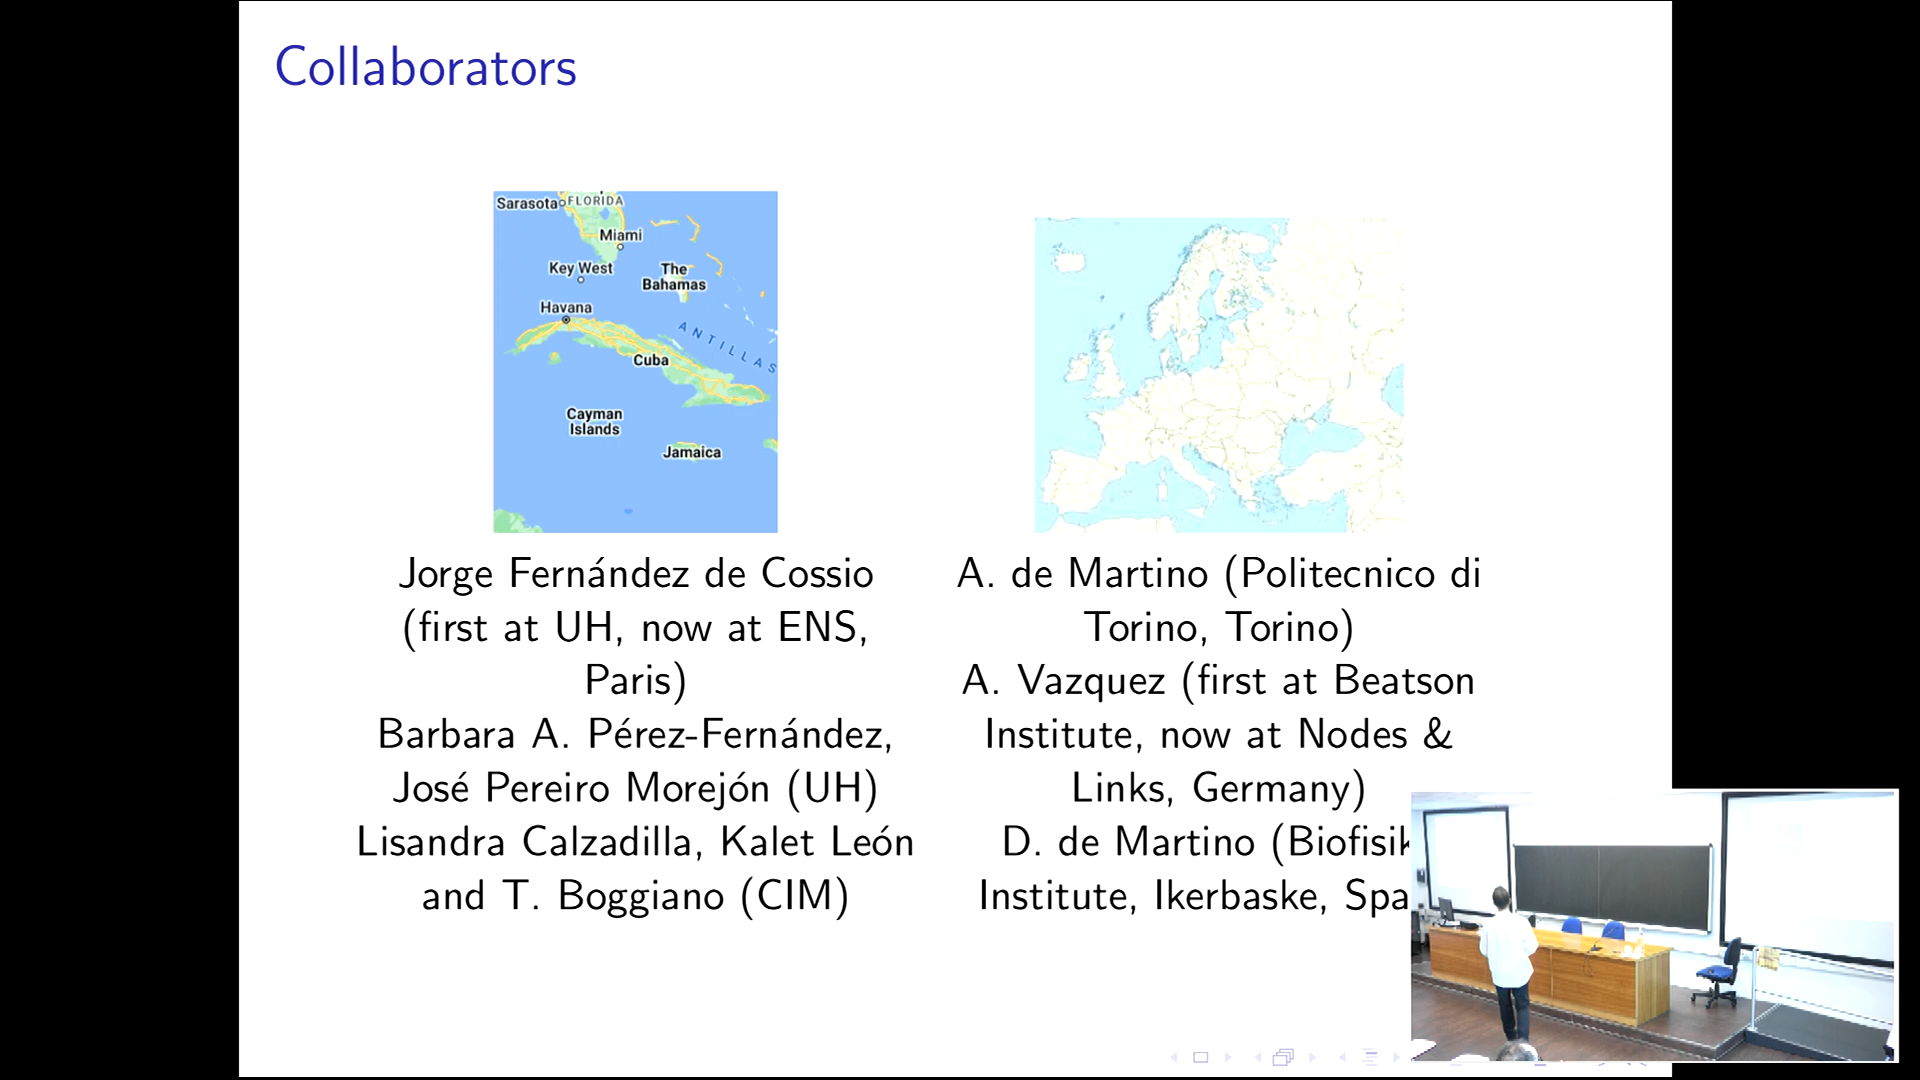 Collaborators
Sarasota FLORIDA
Miami
Key West
The
Bahamas
Havana
ANTILLAS
Cuba
Cayman
Islands
Jamaica
Jorge Fernández de Cossio
(first at UH, now at ENS,
Paris)
Barbara A. Pérez-Fernández,
José Pereiro Morejón (UH)
Lisandra Calzadilla, Kalet León
and T. Boggiano (CIM)
A. de Martino (Politecnico di
Torino, Torino)
A. Vazquez (first at Beatson
Institute, now at Nodes &
Links, Germany)
D. de Martino (Biofisik
Institute, Ikerbaske, Spa